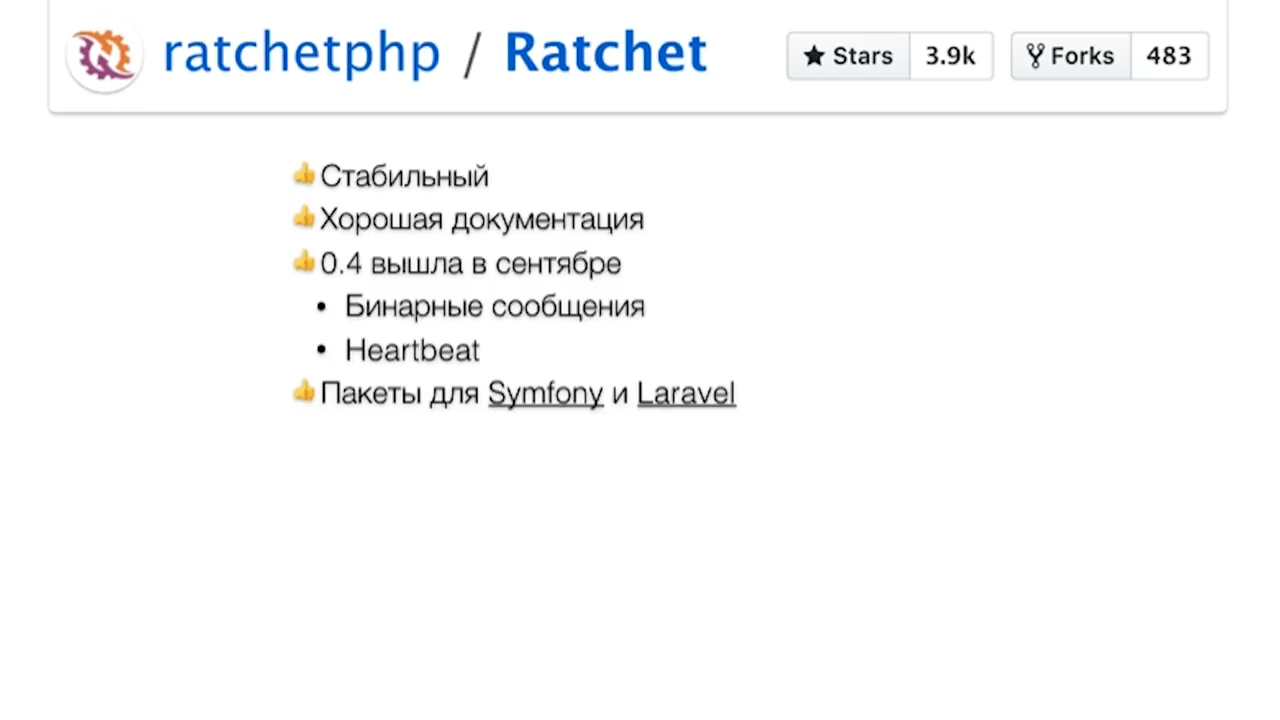 ratchetphp / Ratchet ★ Stars 3.9k Forks 483
👍 Стабильный
👍 Хорошая документация
👍 0.4 вышла в сентябре
• Бинарные сообщения
• Heartbeat
👍 Пакеты для Symfony и Laravel